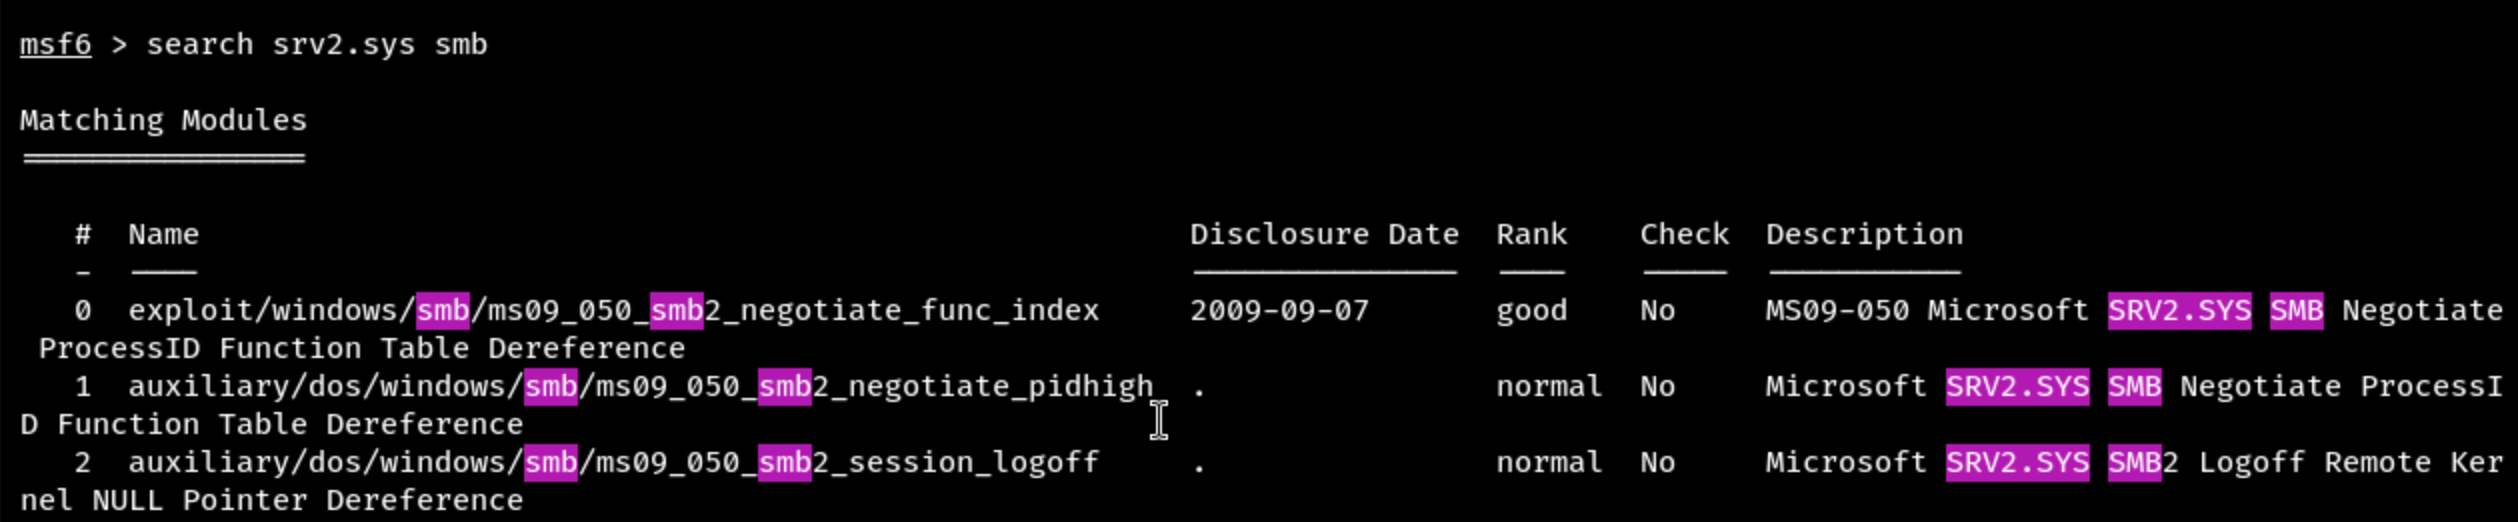 msf6 > search srv2.sys smb
Matching Modules
================
# Name Disclosure Date Rank Check Description
- ---- --------------- ---- ----- -----------
0 exploit/windows/smb/ms09_050_smb2_negotiate_func_index 2009-09-07 good No MS09-050 Microsoft SRV2.SYS SMB Negotiate
ProcessID Function Table Dereference
1 auxiliary/dos/windows/smb/ms09_050_smb2_negotiate_pidhigh . normal No Microsoft SRV2.SYS SMB Negotiate ProcessI
D Function Table Dereference
2 auxiliary/dos/windows/smb/ms09_050_smb2_session_logoff . normal No Microsoft SRV2.SYS SMB2 Logoff Remote Ker
nel NULL Pointer Dereference